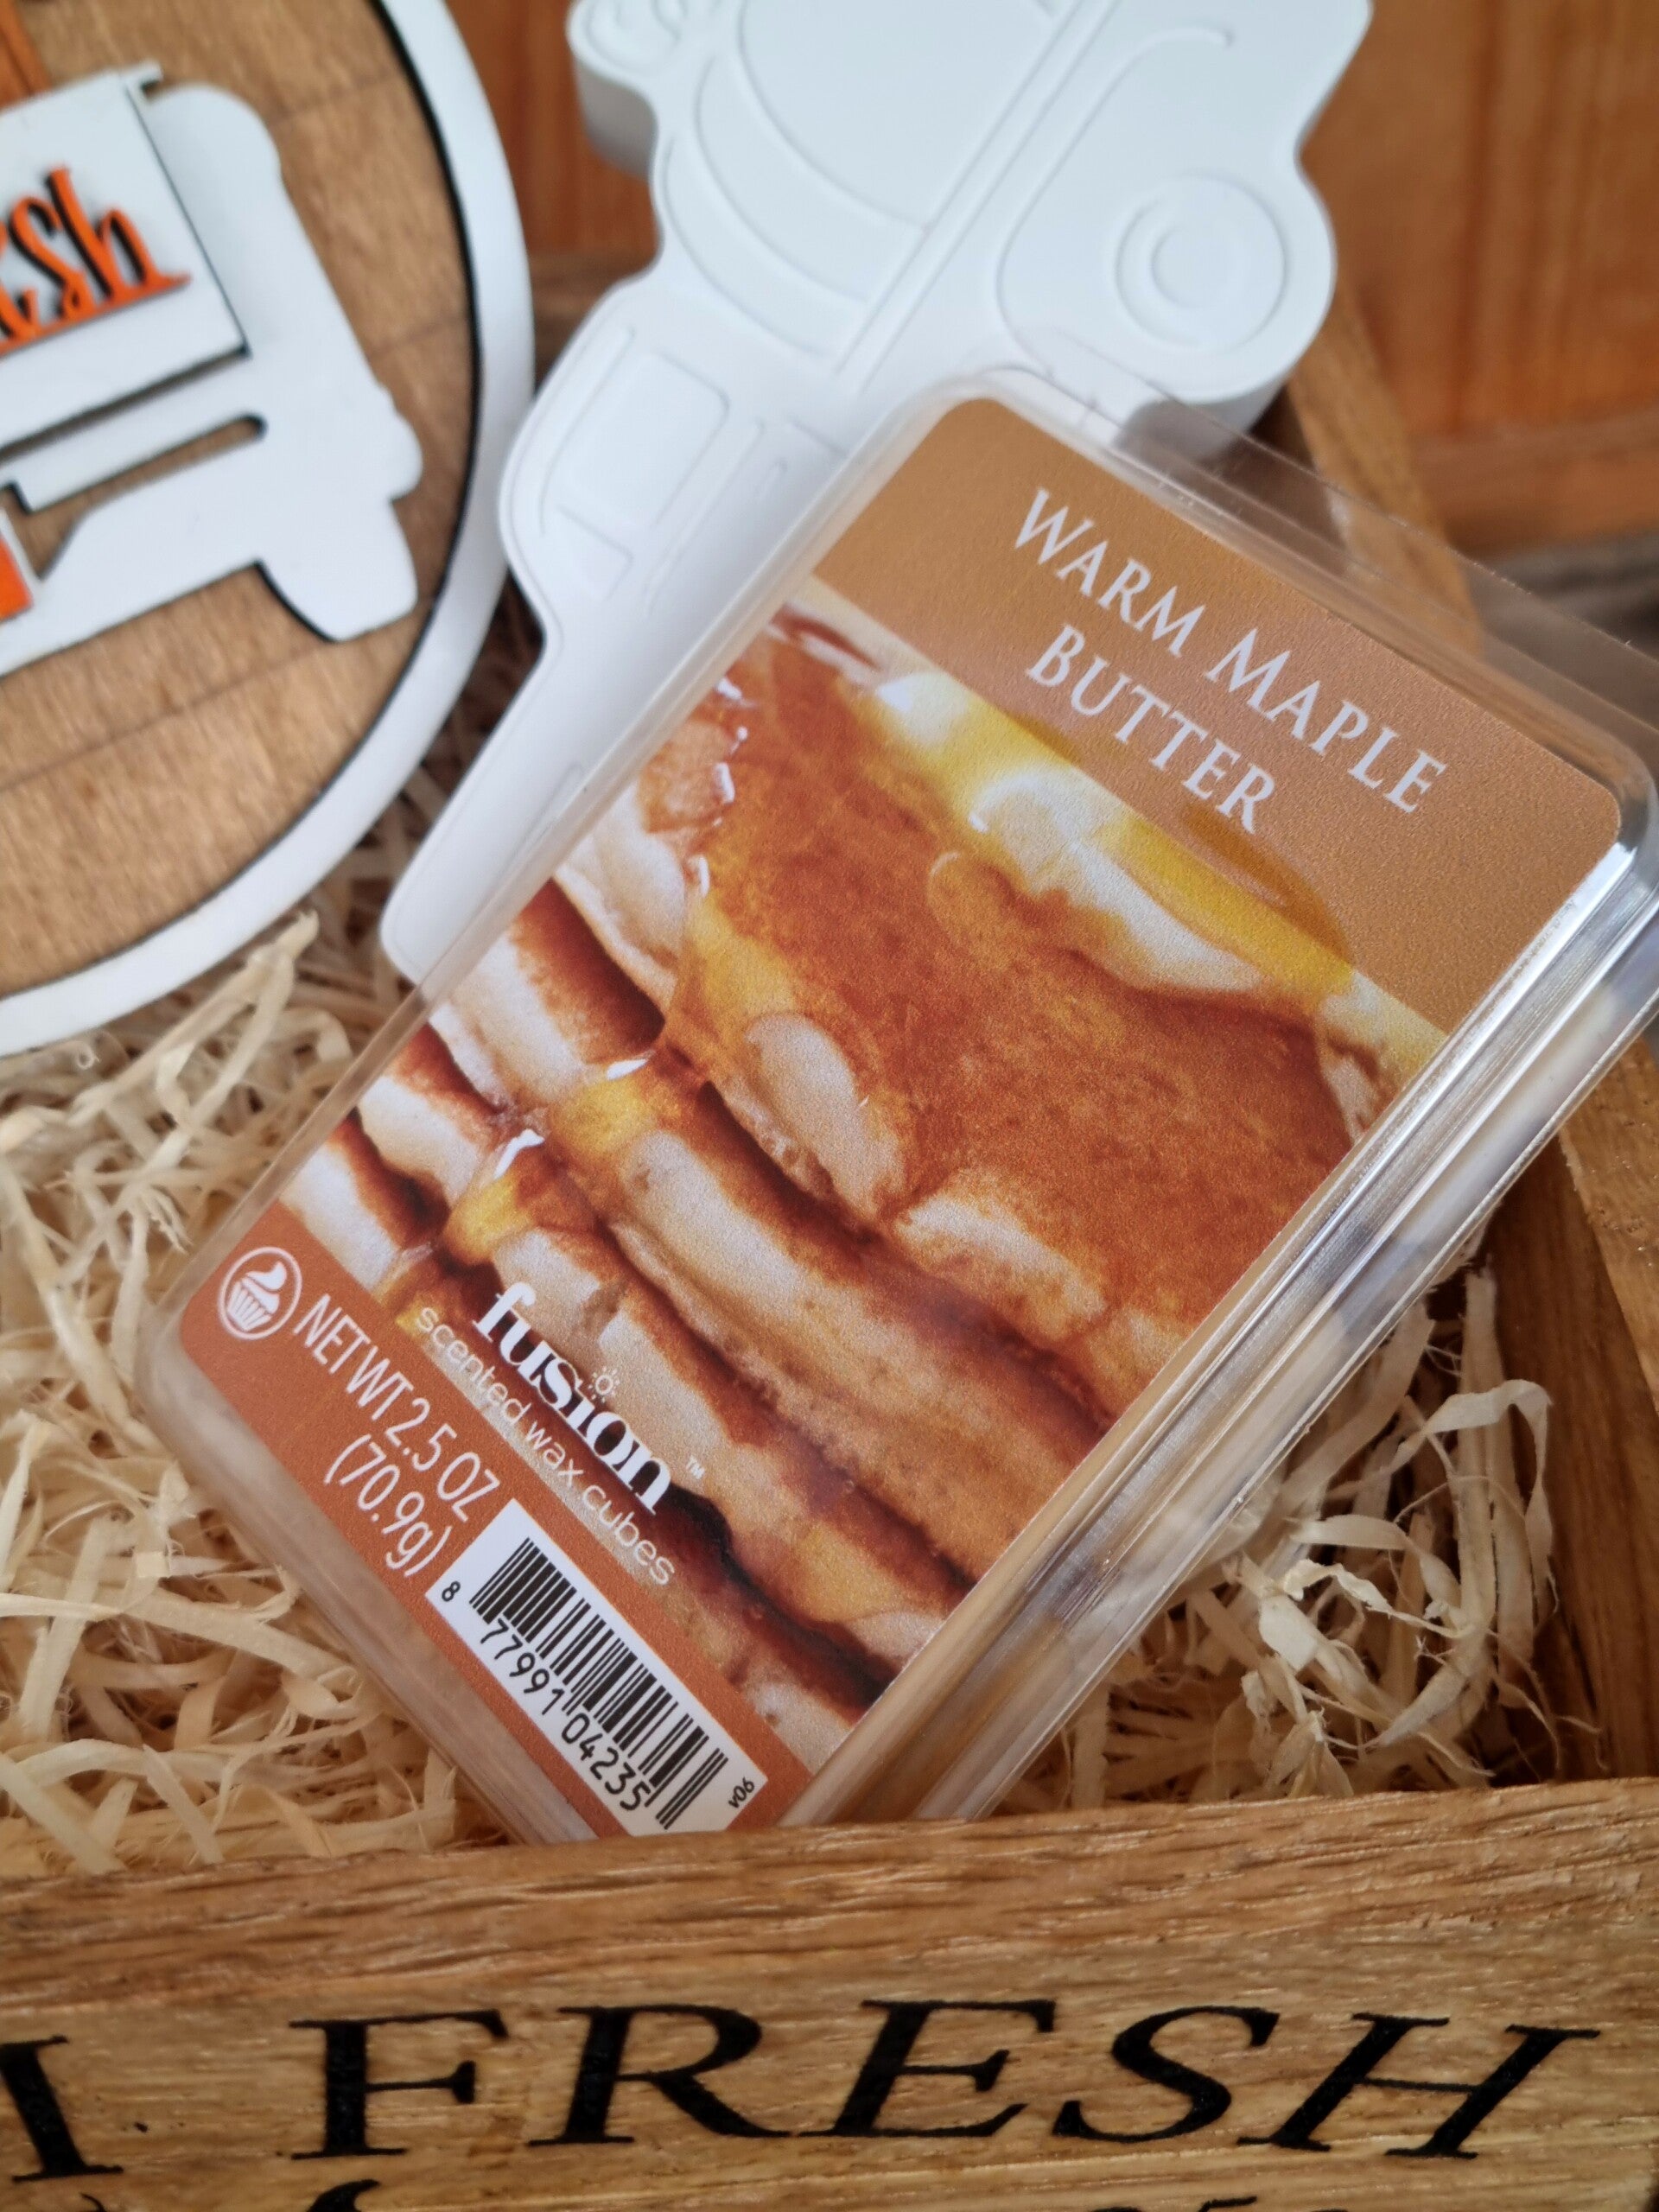 WARM MAPLE
BUTTER
fusion™
scented wax cubes
NET WT 2.5 OZ
(70.9g)
8 77991 04235
v06
FRESH